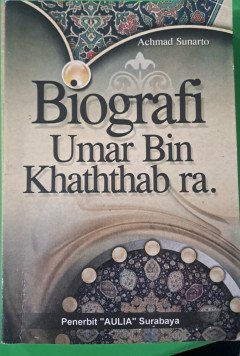 Achmad Sunarto
Biografi
Umar Bin
Khaththab ra.
Penerbit "AULIA" Surabaya